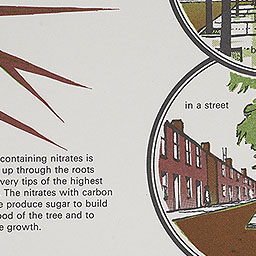 in a street
containing nitrates is
up through the roots
very tips of the highest
The nitrates with carbon
e produce sugar to build
ood of the tree and to
e growth.